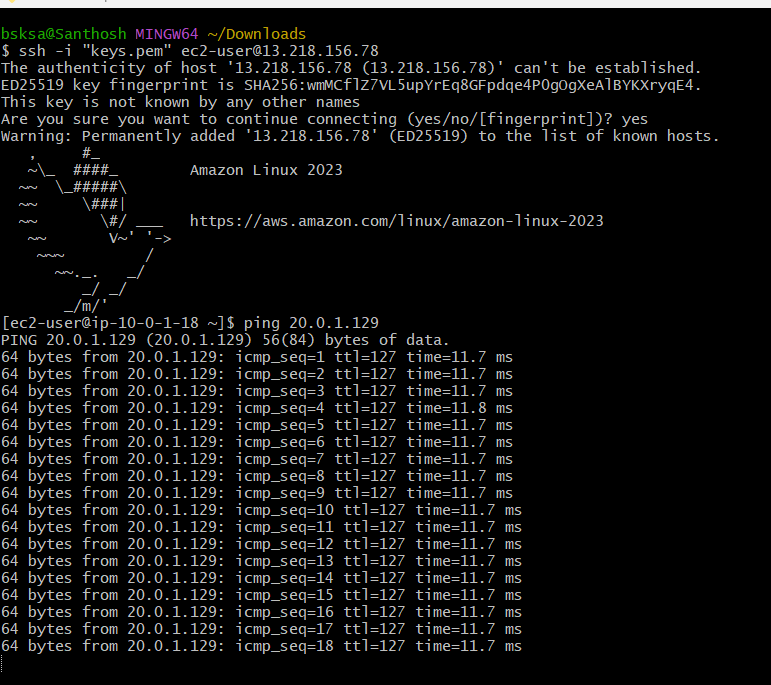 bsksa@Santhosh MINGW64 ~/Downloads
$ ssh -i "keys.pem" ec2-user@13.218.156.78
The authenticity of host '13.218.156.78 (13.218.156.78)' can't be established.
ED25519 key fingerprint is SHA256:wmMCflZ7VL5upYrEq8GFpdqe4POgOgXeAlBYKXryqE4.
This key is not known by any other names
Are you sure you want to continue connecting (yes/no/[fingerprint])? yes
Warning: Permanently added '13.218.156.78' (ED25519) to the list of known hosts.
   ,     #_
   ~\_  ####_        Amazon Linux 2023
  ~~  \_#####\
  ~~     \###|
  ~~       \#/ ___   https://aws.amazon.com/linux/amazon-linux-2023
   ~~       V~' '->
    ~~~         /
      ~~._.   _/
         _/ _/
       _/m/'
[ec2-user@ip-10-0-1-18 ~]$ ping 20.0.1.129
PING 20.0.1.129 (20.0.1.129) 56(84) bytes of data.
64 bytes from 20.0.1.129: icmp_seq=1 ttl=127 time=11.7 ms
64 bytes from 20.0.1.129: icmp_seq=2 ttl=127 time=11.7 ms
64 bytes from 20.0.1.129: icmp_seq=3 ttl=127 time=11.7 ms
64 bytes from 20.0.1.129: icmp_seq=4 ttl=127 time=11.8 ms
64 bytes from 20.0.1.129: icmp_seq=5 ttl=127 time=11.7 ms
64 bytes from 20.0.1.129: icmp_seq=6 ttl=127 time=11.7 ms
64 bytes from 20.0.1.129: icmp_seq=7 ttl=127 time=11.7 ms
64 bytes from 20.0.1.129: icmp_seq=8 ttl=127 time=11.7 ms
64 bytes from 20.0.1.129: icmp_seq=9 ttl=127 time=11.7 ms
64 bytes from 20.0.1.129: icmp_seq=10 ttl=127 time=11.7 ms
64 bytes from 20.0.1.129: icmp_seq=11 ttl=127 time=11.7 ms
64 bytes from 20.0.1.129: icmp_seq=12 ttl=127 time=11.7 ms
64 bytes from 20.0.1.129: icmp_seq=13 ttl=127 time=11.7 ms
64 bytes from 20.0.1.129: icmp_seq=14 ttl=127 time=11.7 ms
64 bytes from 20.0.1.129: icmp_seq=15 ttl=127 time=11.7 ms
64 bytes from 20.0.1.129: icmp_seq=16 ttl=127 time=11.7 ms
64 bytes from 20.0.1.129: icmp_seq=17 ttl=127 time=11.7 ms
64 bytes from 20.0.1.129: icmp_seq=18 ttl=127 time=11.7 ms